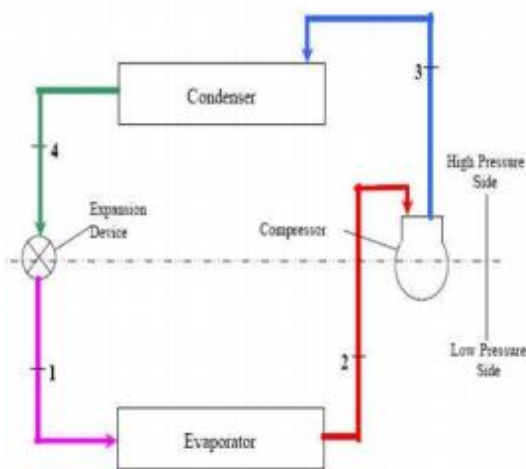 3
Condenser
4
High Pressure
Side
Expansion
Device
Compressor
1
2
Low Pressure
Side
Evaporator